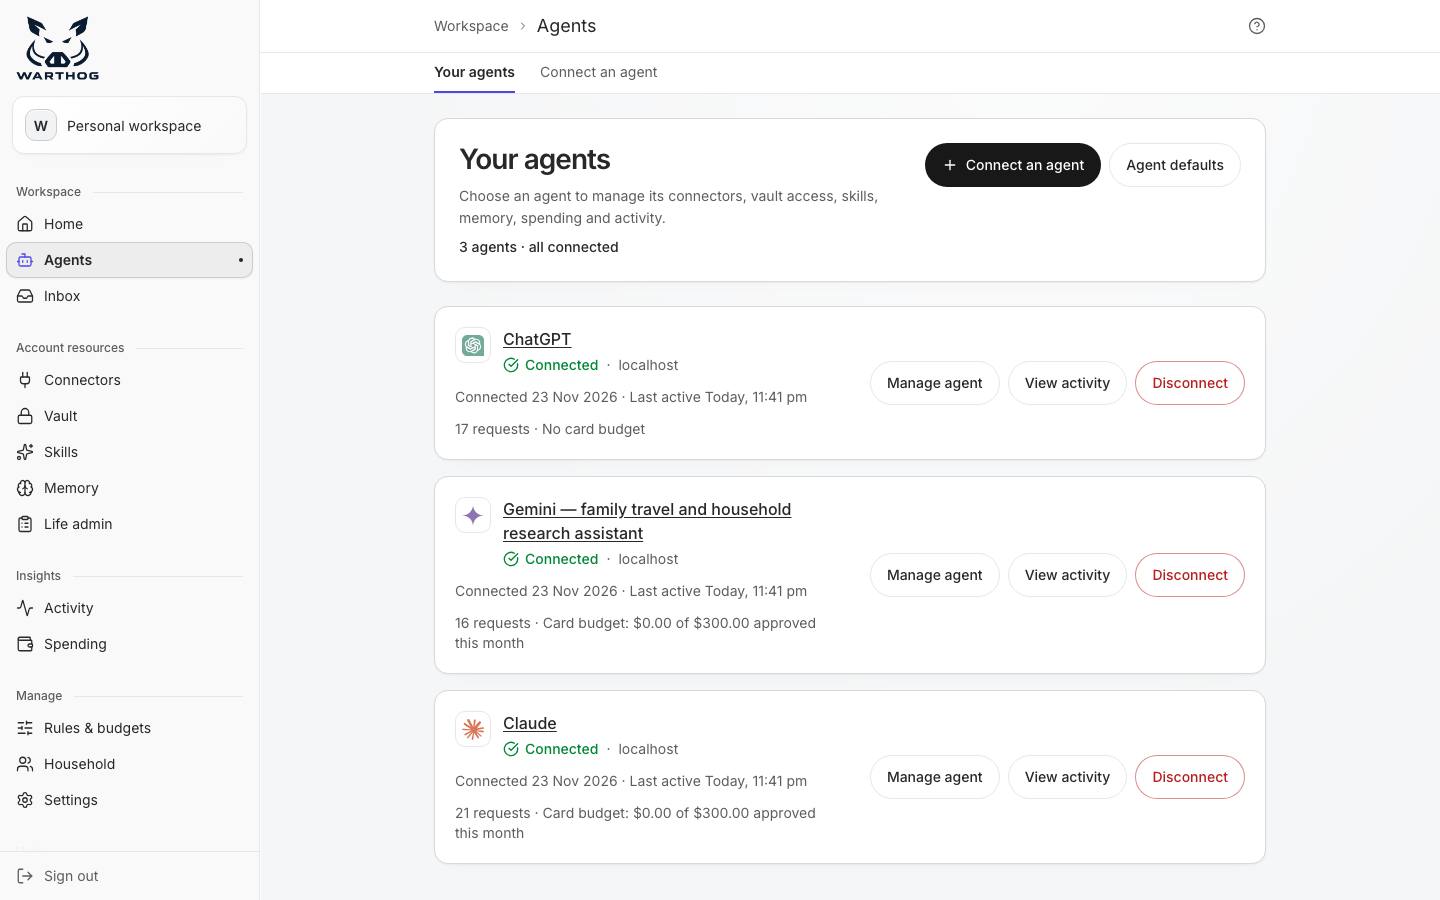 WARTHOG
W
Personal workspace
Workspace
Home
Agents
Inbox
Account resources
Connectors
Vault
Skills
Memory
Life admin
Insights
Activity
Spending
Manage
Rules & budgets
Household
Settings
Sign out
Workspace
Agents
Your agents
Connect an agent
Your agents
Choose an agent to manage its connectors, vault access, skills,
memory, spending and activity.
3 agents · all connected
Connect an agent
Agent defaults
ChatGPT
Connected · localhost
Connected 23 Nov 2026 · Last active Today, 11:41 pm
17 requests · No card budget
Manage agent
View activity
Disconnect
Gemini — family travel and household
research assistant
Connected · localhost
Connected 23 Nov 2026 · Last active Today, 11:41 pm
16 requests · Card budget: $0.00 of $300.00 approved
this month
Manage agent
View activity
Disconnect
Claude
Connected · localhost
Connected 23 Nov 2026 · Last active Today, 11:41 pm
21 requests · Card budget: $0.00 of $300.00 approved
this month
Manage agent
View activity
Disconnect